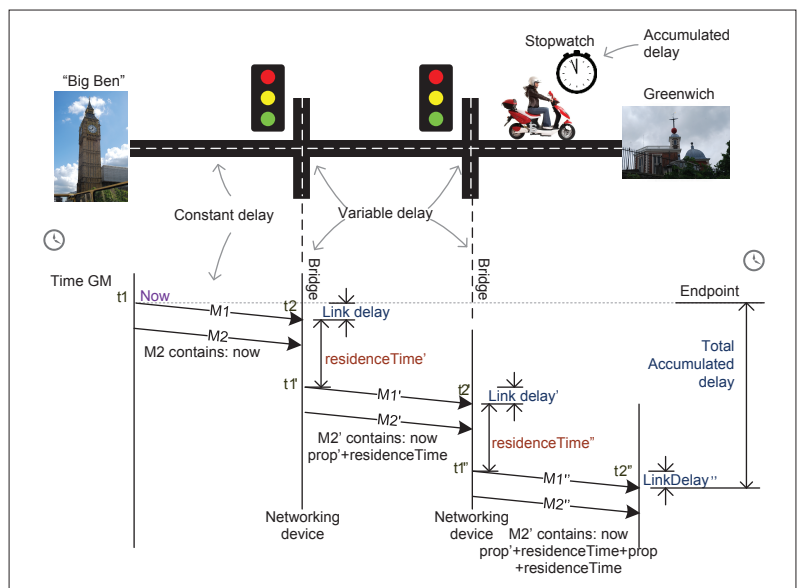 Stopwatch
Accumulated
delay
“Big Ben”
Greenwich
Constant delay
Variable delay
Time GM
Bridge
Bridge
Endpoint
t1
Now
t2
M1
Link delay
M2
M2 contains: now
residenceTime'
Total
Accumulated
delay
t1'
M1'
t2'
Link delay'
M2'
M2' contains: now
prop'+residenceTime
residenceTime"
t1"
M1"
t2"
LinkDelay"
M2"
Networking
device
Networking
device
M2' contains: now
prop'+residenceTime+prop
+residenceTime